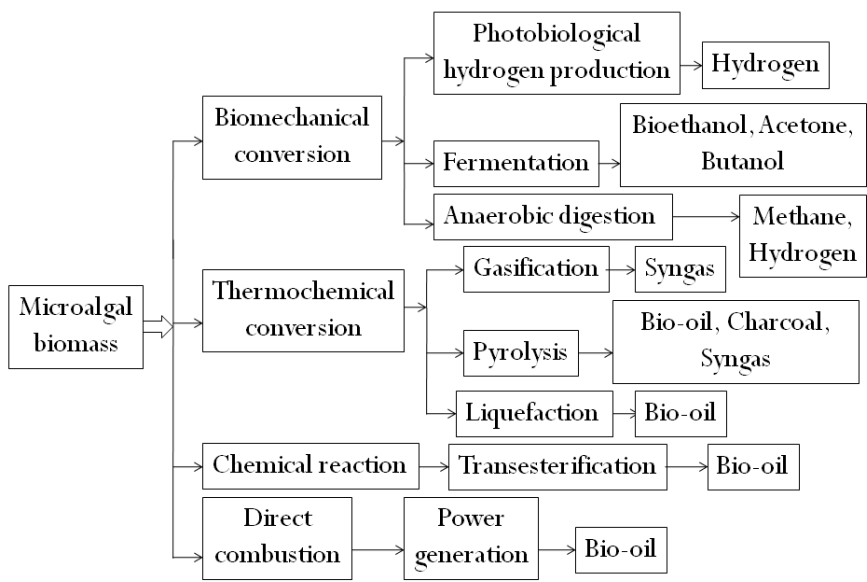 Photobiological
hydrogen production
Hydrogen
Biomechanical
conversion
Bioethanol, Acetone,
Butanol
Fermentation
Anaerobic digestion
Methane,
Hydrogen
Gasification
Syngas
Microalgal
biomass
Thermochemical
conversion
Bio-oil, Charcoal,
Syngas
Pyrolysis
Liquefaction
Bio-oil
Chemical reaction
Transesterification
Bio-oil
Direct
combustion
Power
generation
Bio-oil